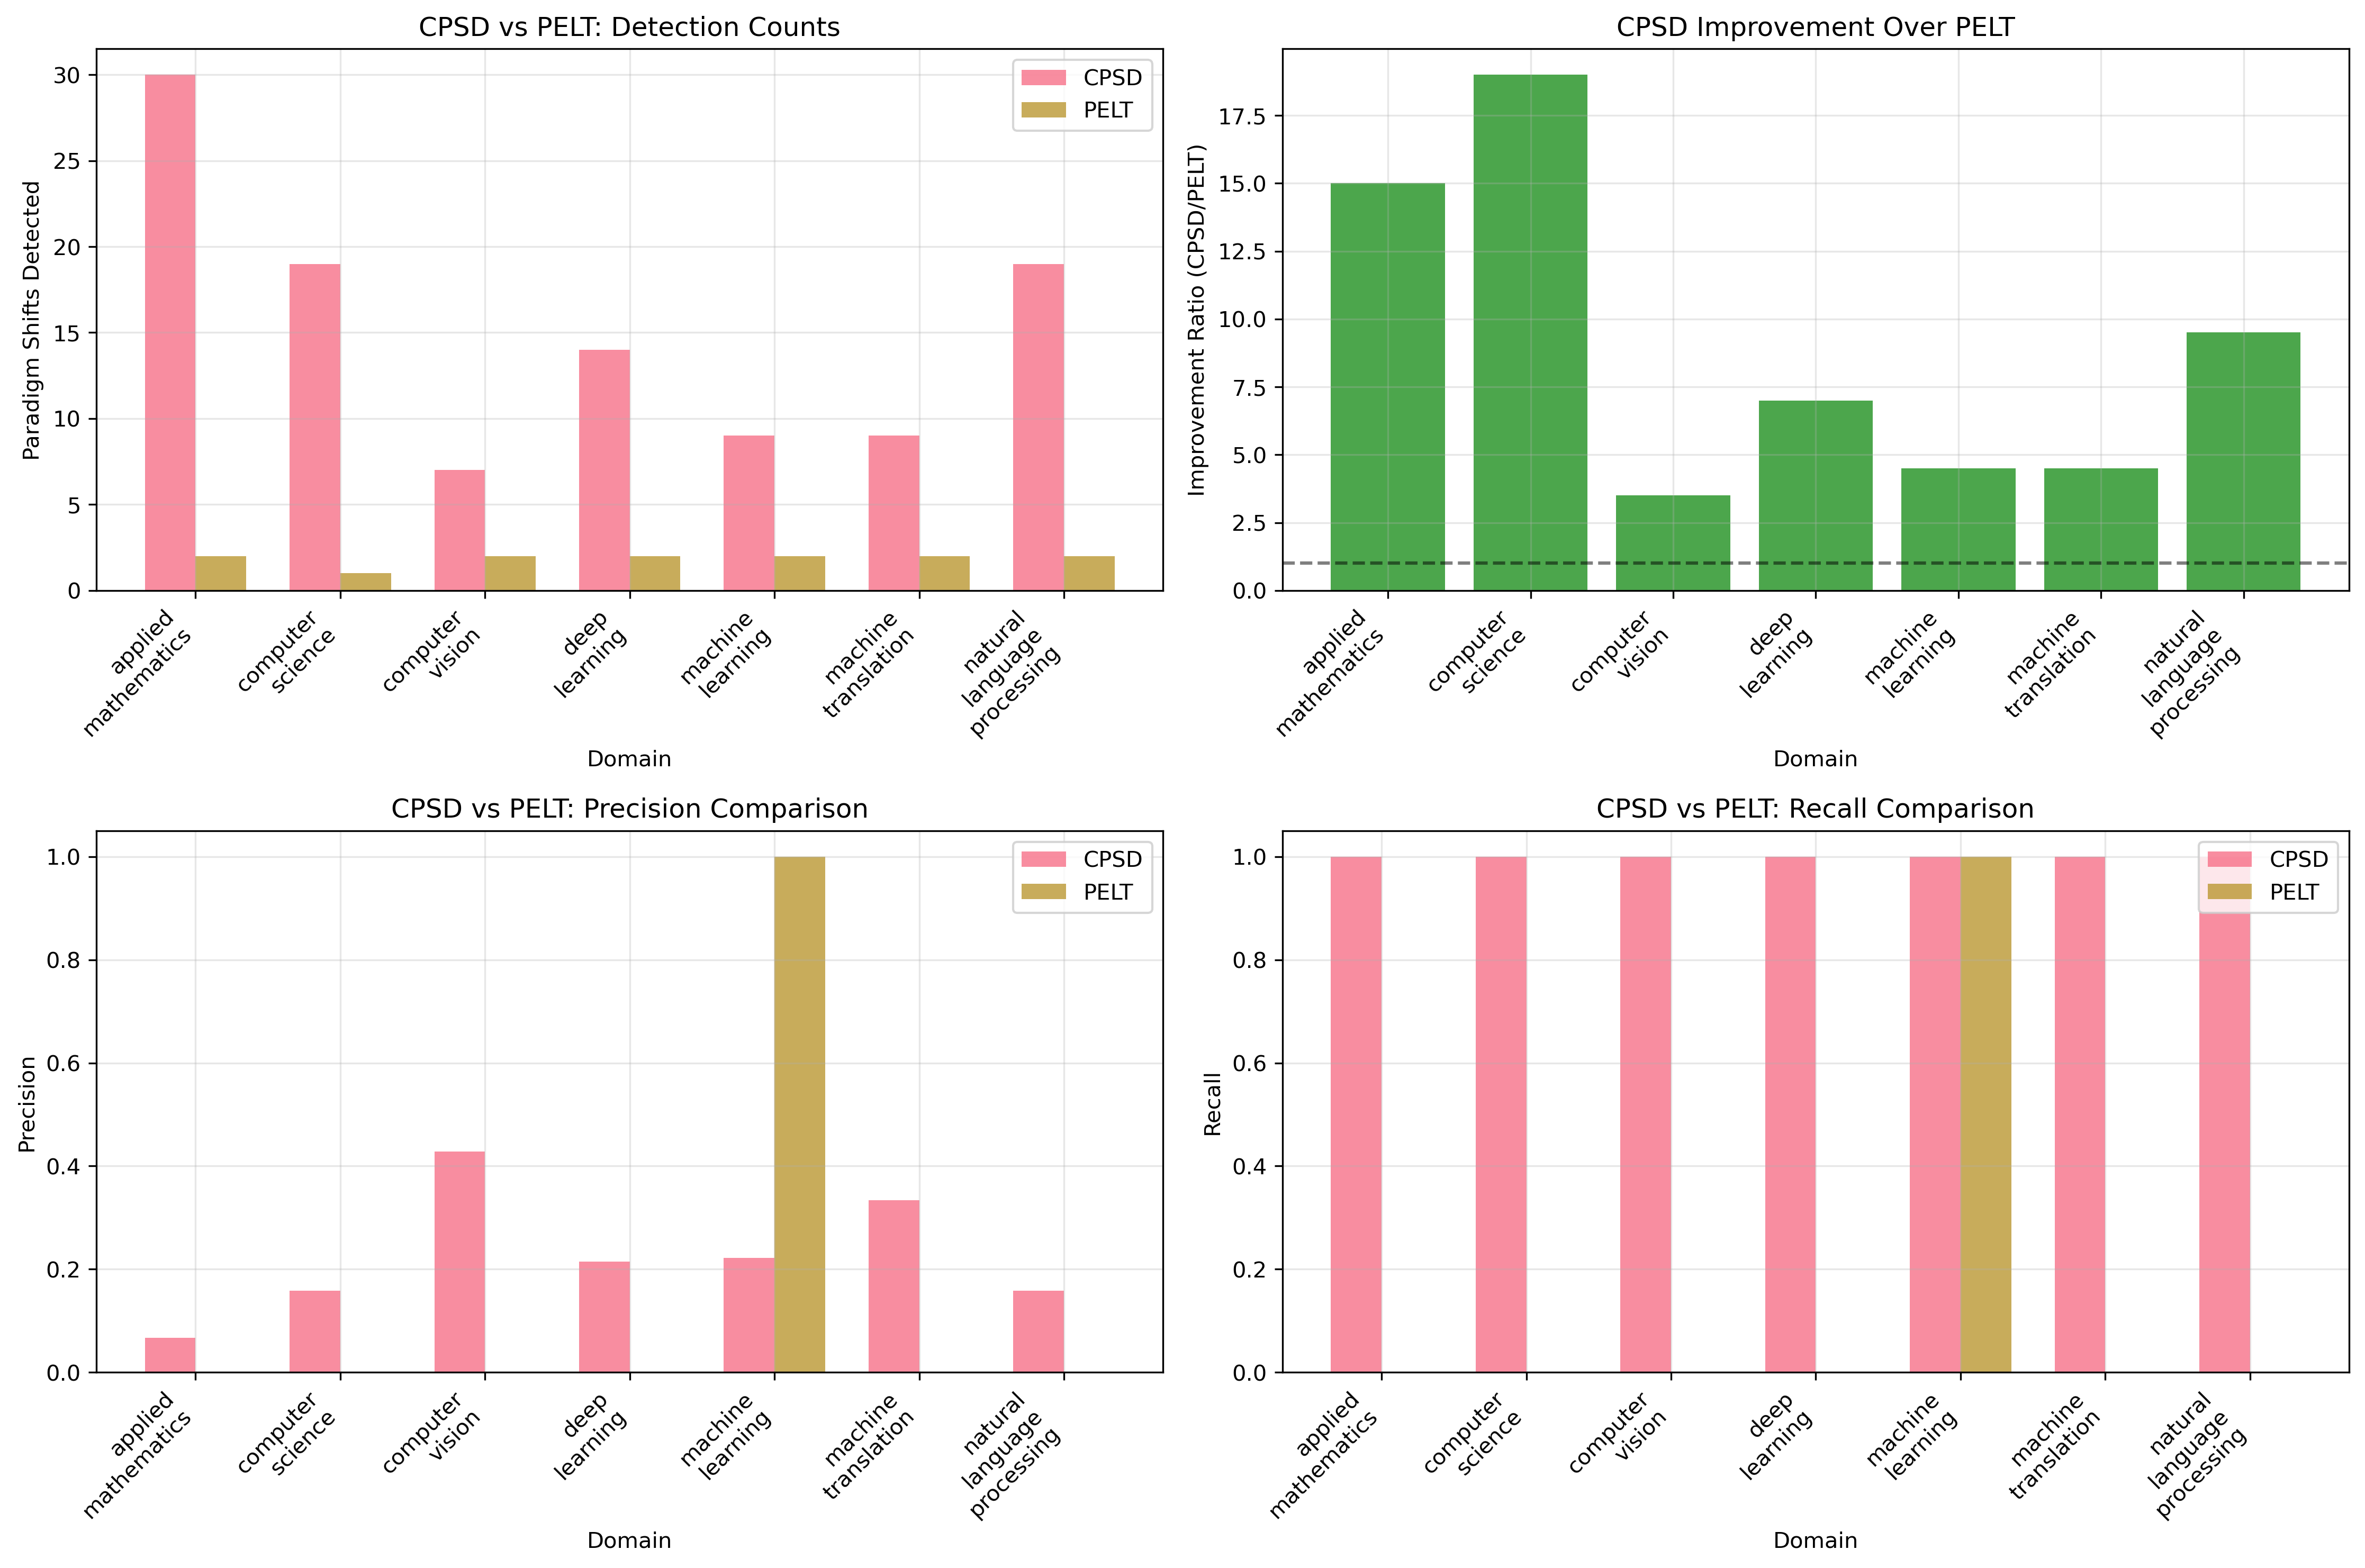 CPSD vs PELT: Detection Counts
Paradigm Shifts Detected
30
25
20
15
10
5
0
CPSD
PELT
applied
mathematics
computer
science
computer
vision
deep
learning
machine
learning
machine
translation
natural
language
processing
Domain
CPSD Improvement Over PELT
Improvement Ratio (CPSD/PELT)
17.5
15.0
12.5
10.0
7.5
5.0
2.5
0.0
applied
mathematics
computer
science
computer
vision
deep
learning
machine
learning
machine
translation
natural
language
processing
Domain
CPSD vs PELT: Precision Comparison
Precision
1.0
0.8
0.6
0.4
0.2
0.0
CPSD
PELT
applied
mathematics
computer
science
computer
vision
deep
learning
machine
learning
machine
translation
natural
language
processing
Domain
CPSD vs PELT: Recall Comparison
Recall
1.0
0.8
0.6
0.4
0.2
0.0
CPSD
PELT
applied
mathematics
computer
science
computer
vision
deep
learning
machine
learning
machine
translation
natural
language
processing
Domain